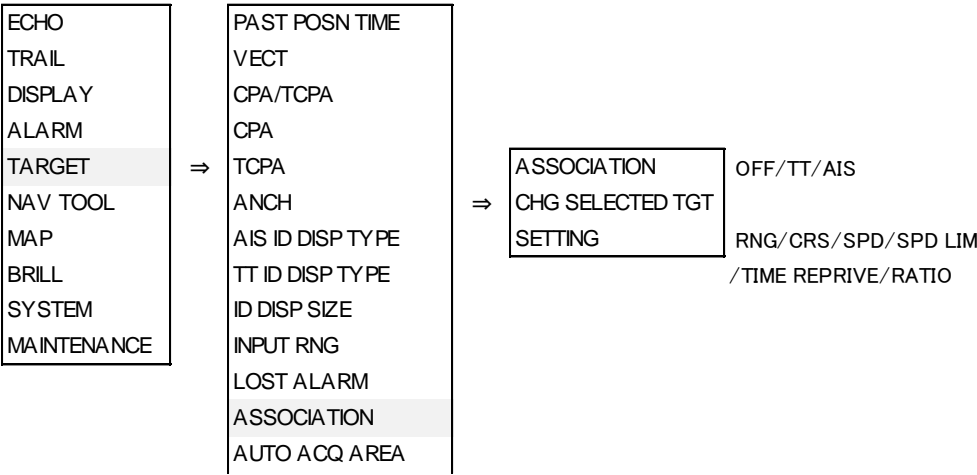 ECHO
TRAIL
DISPLAY
ALARM
TARGET
NAV TOOL
MAP
BRILL
SYSTEM
MAINTENANCE
⇒
PAST POSN TIME
VECT
CPA/TCPA
CPA
TCPA
ANCH
AIS ID DISP TYPE
TT ID DISP TYPE
ID DISP SIZE
INPUT RNG
LOST ALARM
ASSOCIATION
AUTO ACQ AREA
⇒
ASSOCIATION OFF/TT/AIS
CHG SELECTED TGT
SETTING RNG/CRS/SPD/SPD LIM
/TIME REPRIVE/RATIO